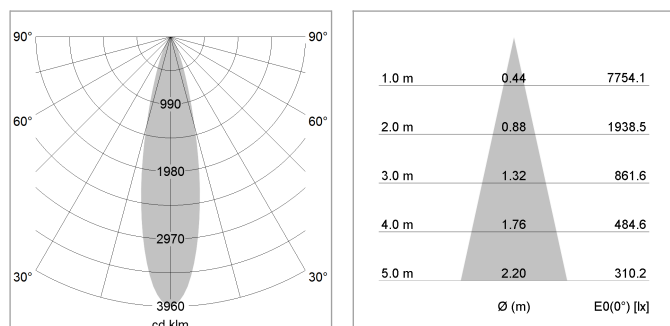 90° 90°
990
60° 60°
1980
2970
30° 30°
3960
cd klm
1.0 m 0.44 7754.1
2.0 m 0.88 1938.5
3.0 m 1.32 861.6
4.0 m 1.76 484.6
5.0 m 2.20 310.2
Ø (m) E0(0°) [lx]